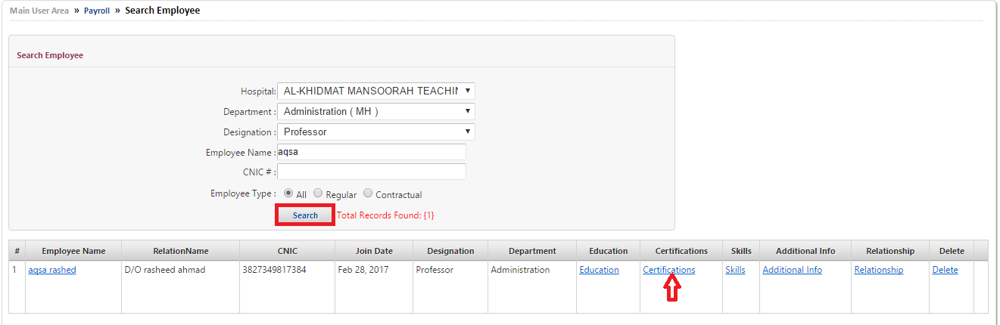 Main User Area » Payroll » Search Employee
Search Employee
Hospital: AL-KHIDMAT MANSOORAH TEACHIN
Department : Administration ( MH )
Designation : Professor
Employee Name : aqsa
CNIC # :
Employee Type : All Regular Contractual
Search Total Records Found: {1}
# Employee Name RelationName CNIC Join Date Designation Department Education Certifications Skills Additional Info Relationship Delete
1 aqsa rashed D/O rasheed ahmad 3827349817384 Feb 28, 2017 Professor Administration Education Certifications Skills Additional Info Relationship Delete